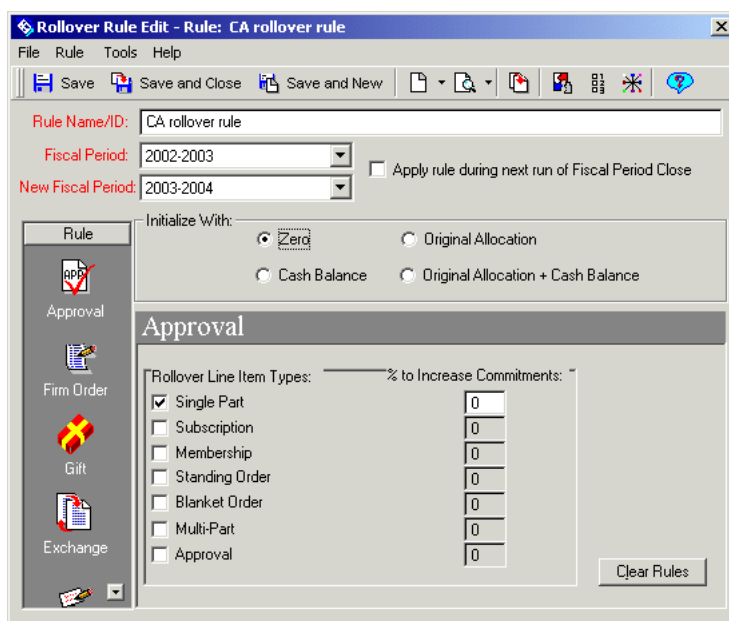 Rollover Rule Edit - Rule: CA rollover rule
File Rule Tools Help
Save Save and Close Save and New
Rule Name/ID: CA rollover rule
Fiscal Period: 2002-2003
Apply rule during next run of Fiscal Period Close
New Fiscal Period: 2003-2004
Rule
Initialize With:
Zero Original Allocation
Cash Balance Original Allocation + Cash Balance
APP
Approval
Approval
Firm Order
Gift
Exchange
Rollover Line Item Types: % to Increase Commitments:
Single Part 0
Subscription 0
Membership 0
Standing Order 0
Blanket Order 0
Multi-Part 0
Approval 0
Clear Rules